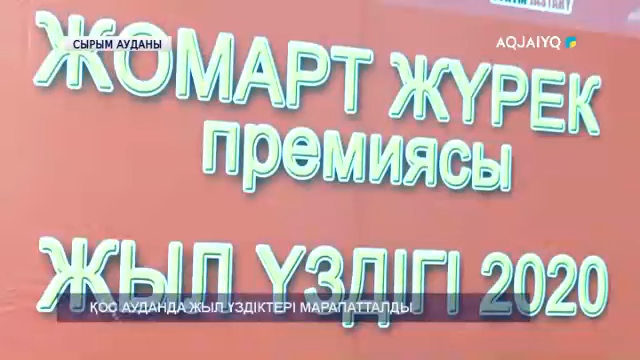 СЫРЫМ АУДАНЫ
AQJAIYQ
ЖОМАРТ ЖҮРЕК
премиясы
ЖЫЛ ҮЗДІГІ 2020
ҚОС АУДАНДА ЖЫЛ ҮЗДІКТЕРІ МАРАПАТТАЛДЫ